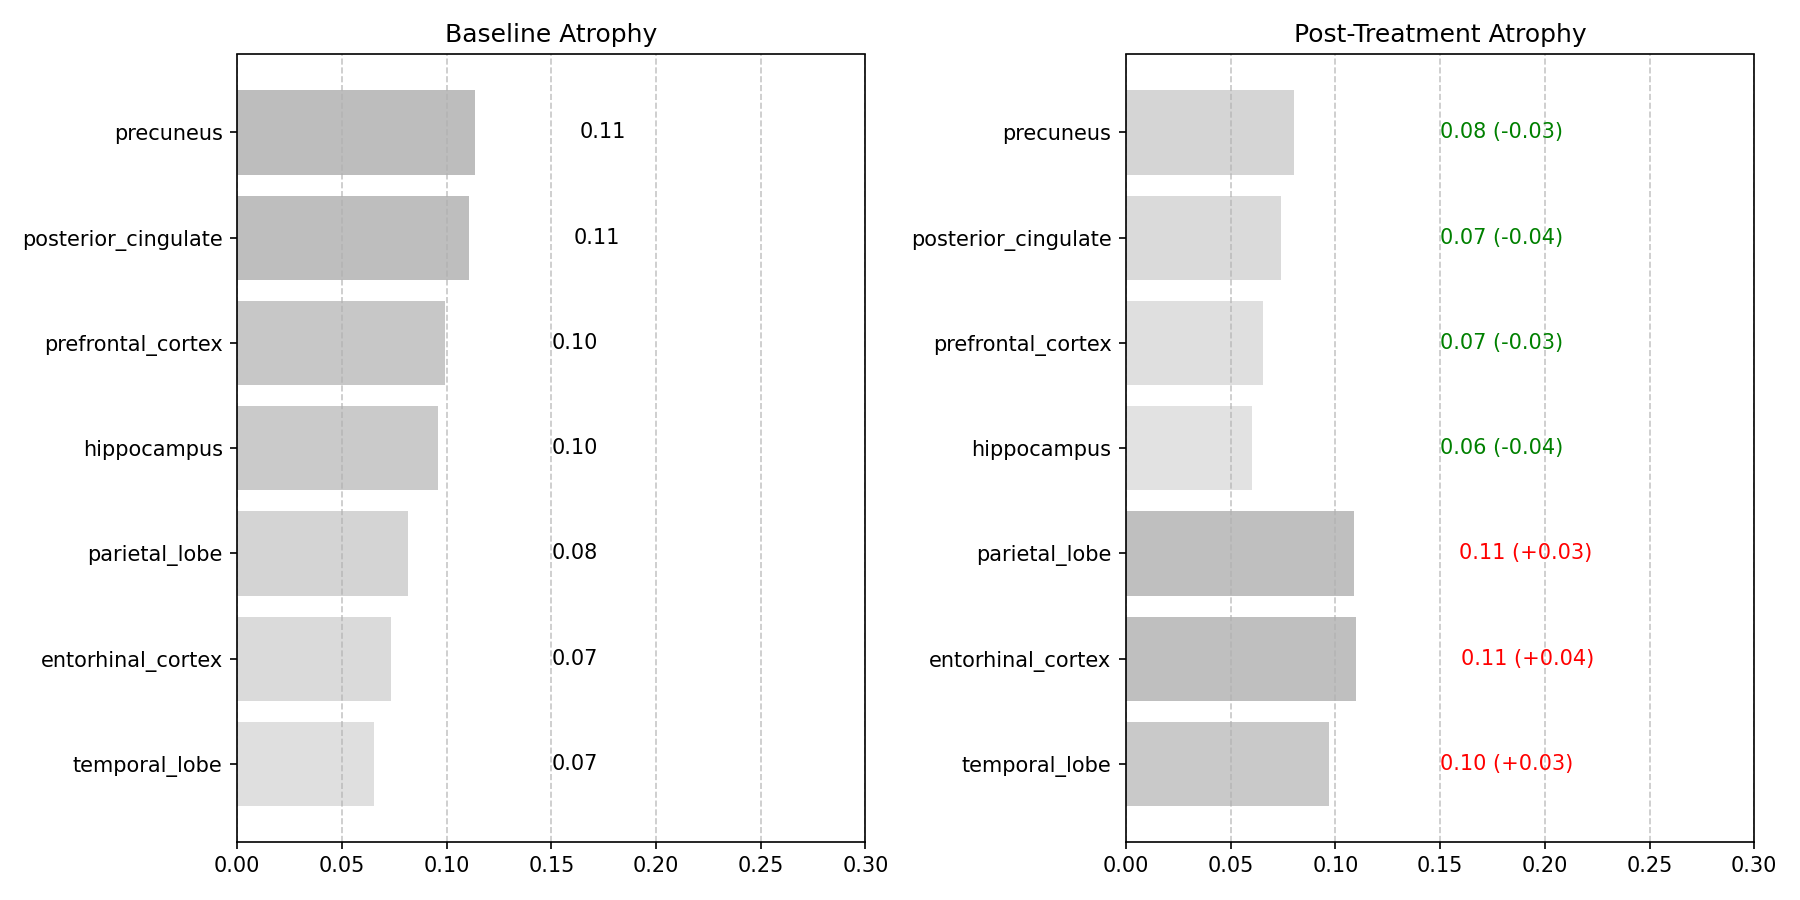 Baseline Atrophy
precuneus 0.11
posterior_cingulate 0.11
prefrontal_cortex 0.10
hippocampus 0.10
parietal_lobe 0.08
entorhinal_cortex 0.07
temporal_lobe 0.07
0.00 0.05 0.10 0.15 0.20 0.25 0.30
Post-Treatment Atrophy
precuneus 0.08 (-0.03)
posterior_cingulate 0.07 (-0.04)
prefrontal_cortex 0.07 (-0.03)
hippocampus 0.06 (-0.04)
parietal_lobe 0.11 (+0.03)
entorhinal_cortex 0.11 (+0.04)
temporal_lobe 0.10 (+0.03)
0.00 0.05 0.10 0.15 0.20 0.25 0.30